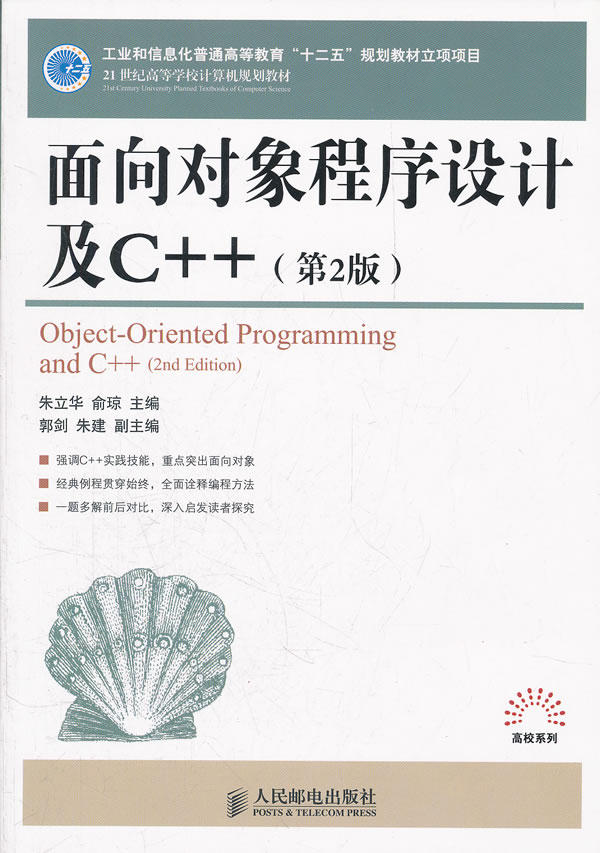 十二五
工业和信息化普通高等教育“十二五”规划教材立项项目
21世纪高等学校计算机规划教材
21st Century University Planned Textbooks of Computer Science
面向对象程序设计
及C++（第2版）
Object-Oriented Programming
and C++ (2nd Edition)
朱立华 俞琼 主编
郭剑 朱建 副主编
强调C++实践技能，重点突出面向对象
经典例程贯穿始终，全面诠释编程方法
一题多解前后对比，深入启发读者探究
高校系列
人民邮电出版社
POSTS & TELECOM PRESS